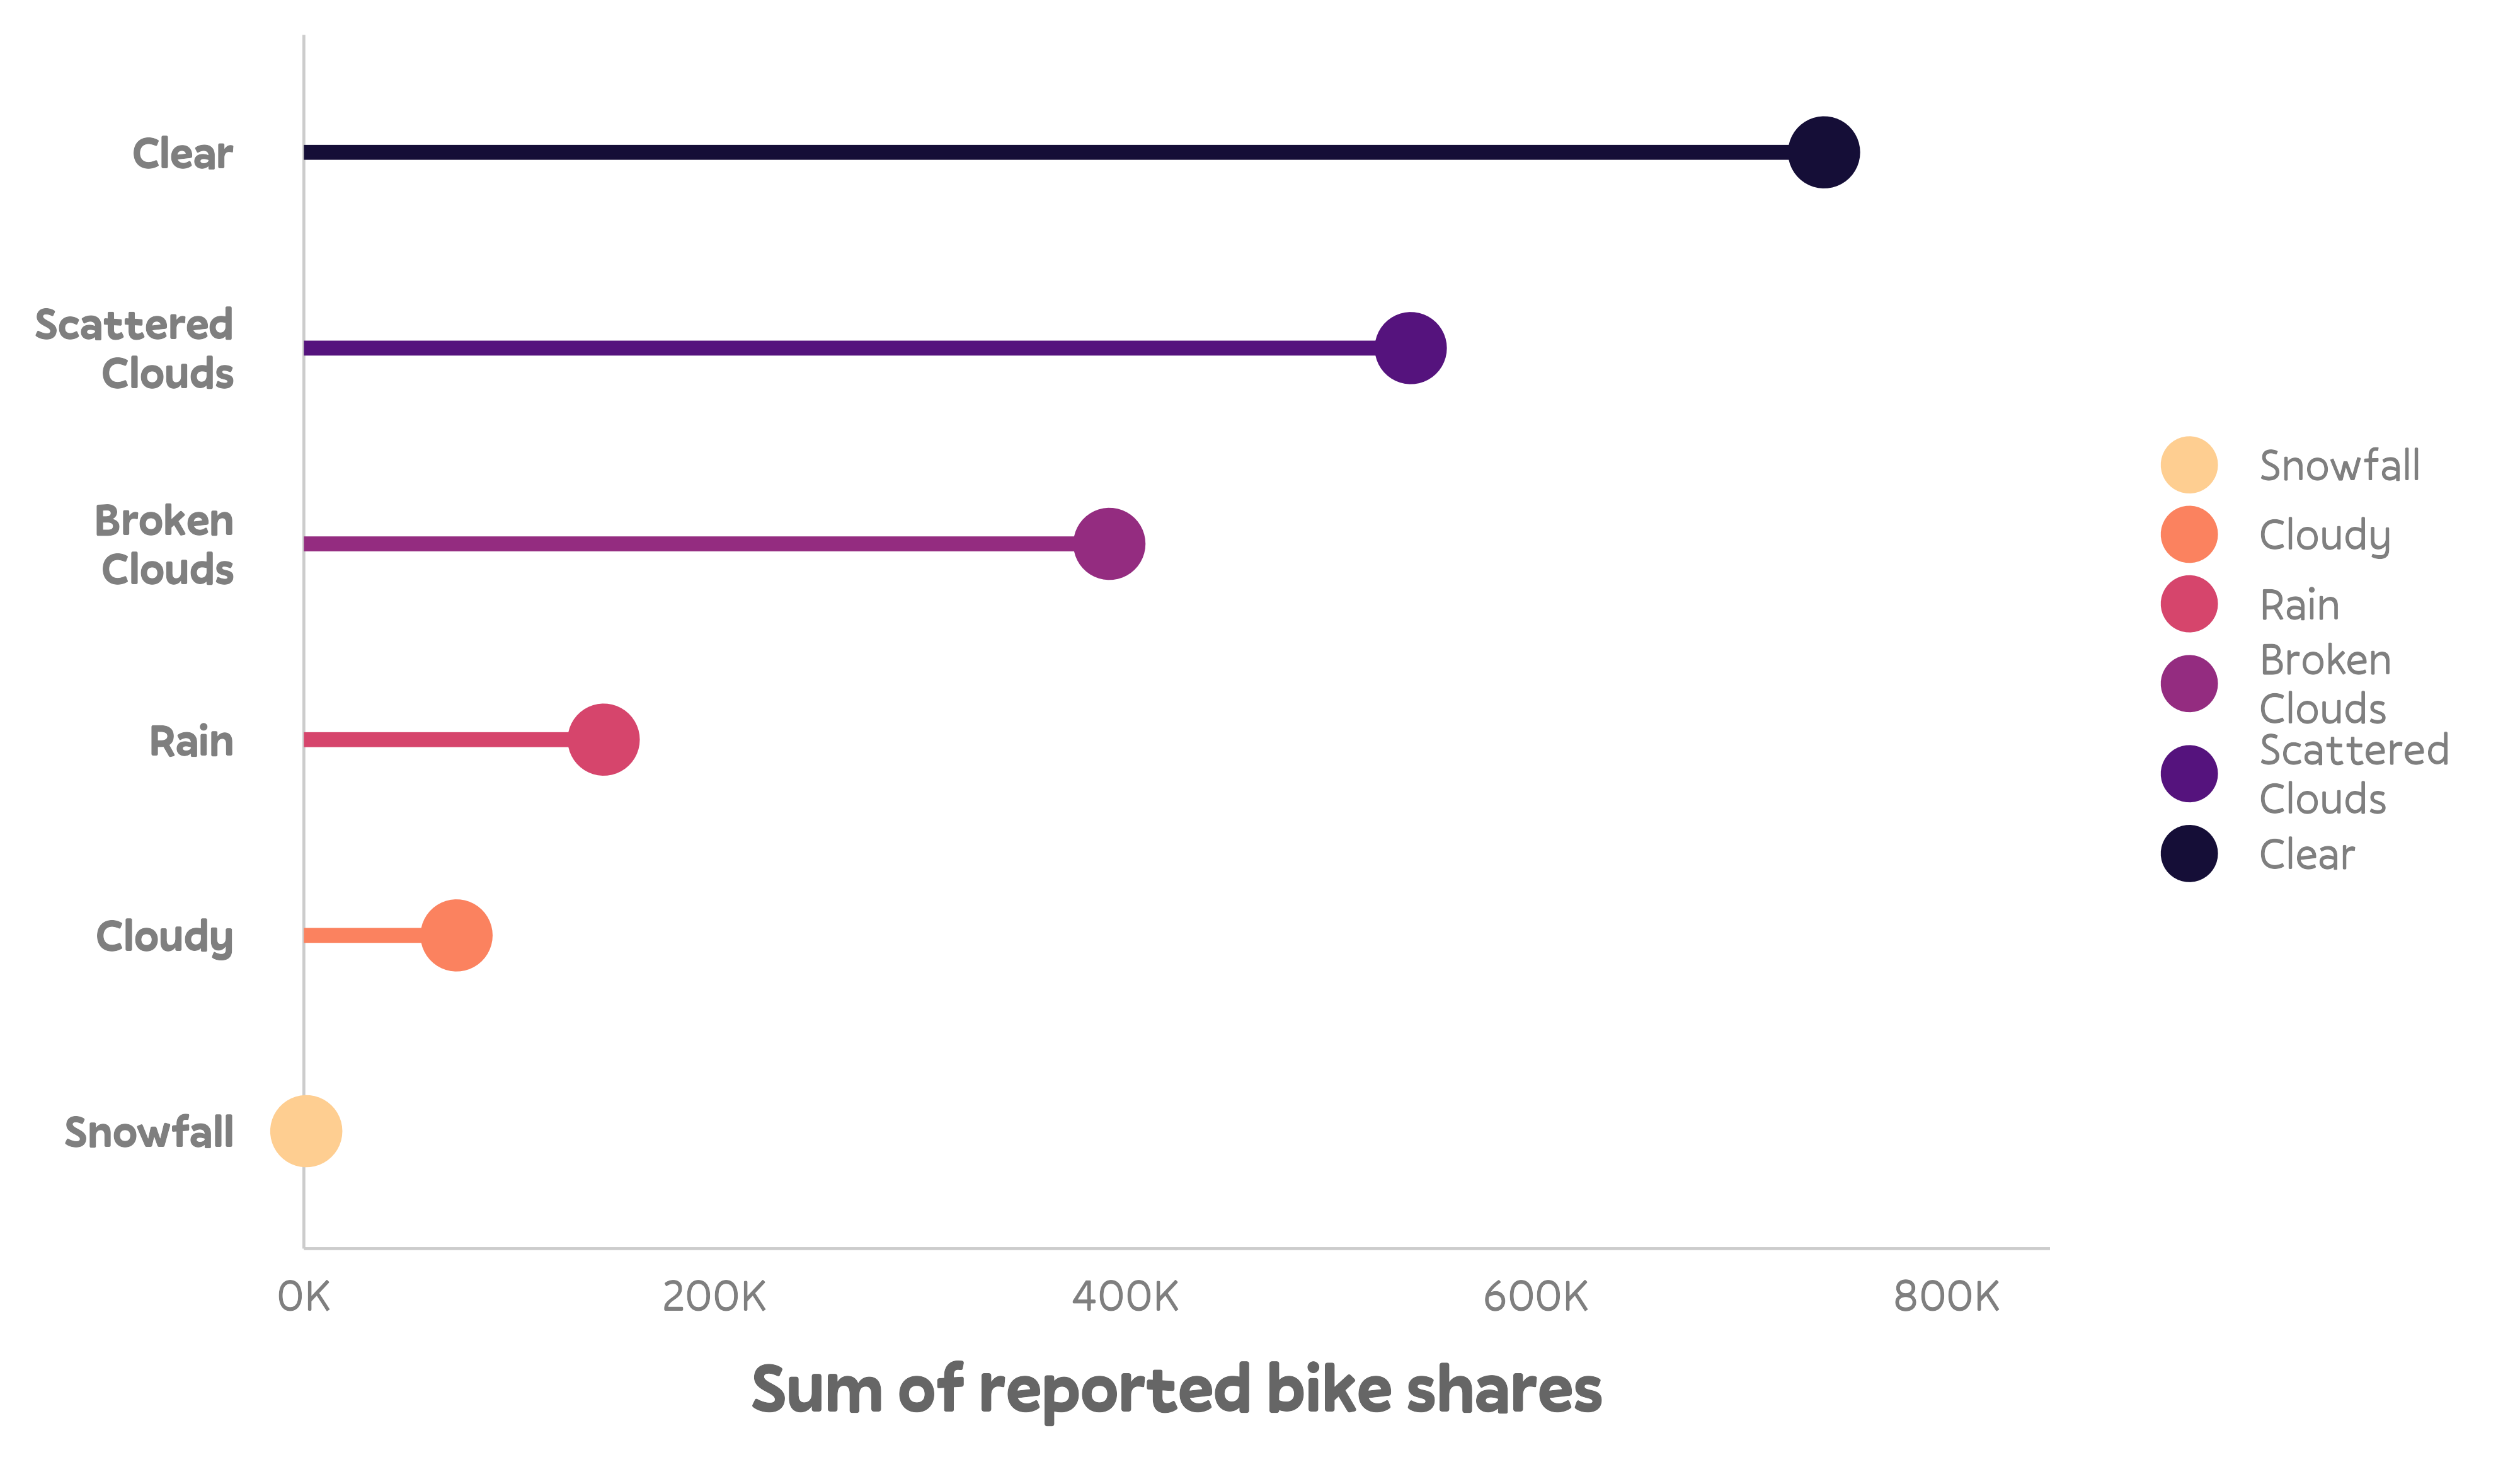 Clear
Scattered
Clouds
Broken
Clouds
Rain
Cloudy
Snowfall
0K 200K 400K 600K 800K
Sum of reported bike shares
Snowfall
Cloudy
Rain
Broken
Clouds
Scattered
Clouds
Clear